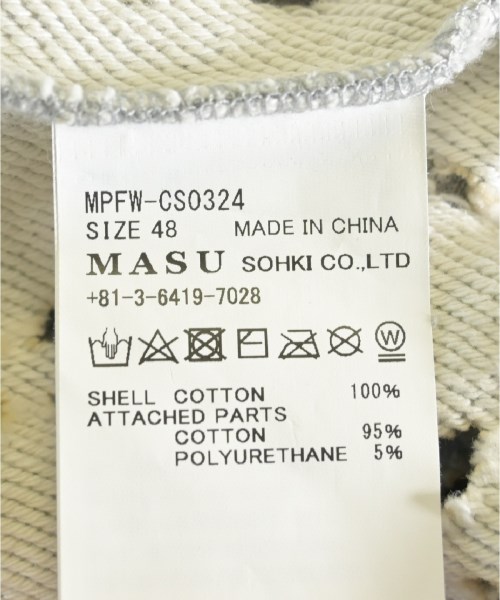 MPFW-CS0324
SIZE 48 MADE IN CHINA
MASU SOHKI CO.,LTD
+81-3-6419-7028
W
SHELL COTTON 100%
ATTACHED PARTS
COTTON 95%
POLYURETHANE 5%